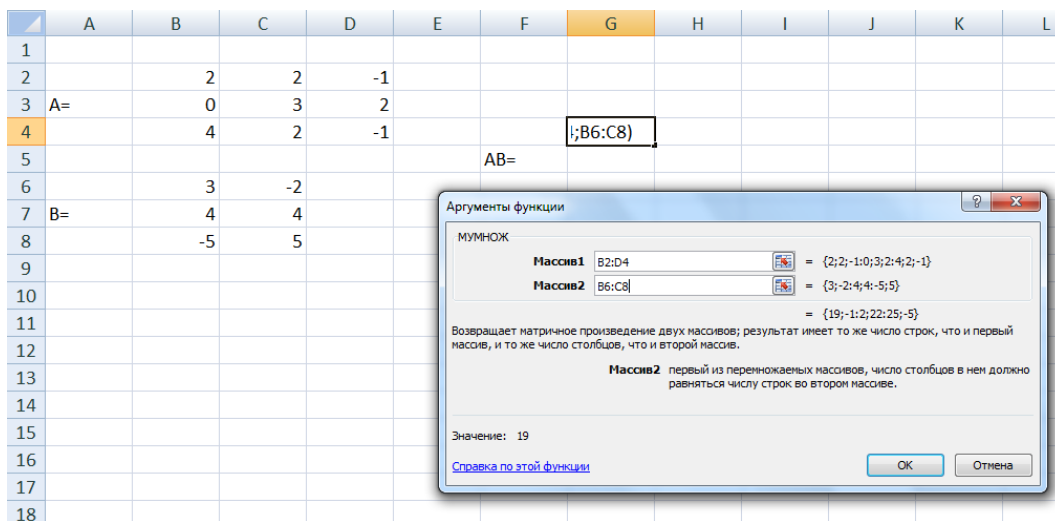 A B C D E F G H I J K L
1
2 2 2 -1
3 A= 0 3 2
4 4 2 -1 4;B6:C8)
5 AB=
6 3 -2
7 B= 4 4
8 -5 5
9
10
11
12
13
14
15
16
17
18
Аргументы функции
МУМНОЖ
Массив1 B2:D4 = {2;2;-1:0;3;2:4;2;-1}
Массив2 B6:C8 = {3;-2:4;4:-5;5}
= {19;-1:2;22:25;-5}
Возвращает матричное произведение двух массивов; результат имеет то же число строк, что и первый
массив, и то же число столбцов, что и второй массив.
Массив2 первый из перемножаемых массивов, число столбцов в нем должно
равняться числу строк во втором массиве.
Значение: 19
Справка по этой функции
ОК
Отмена